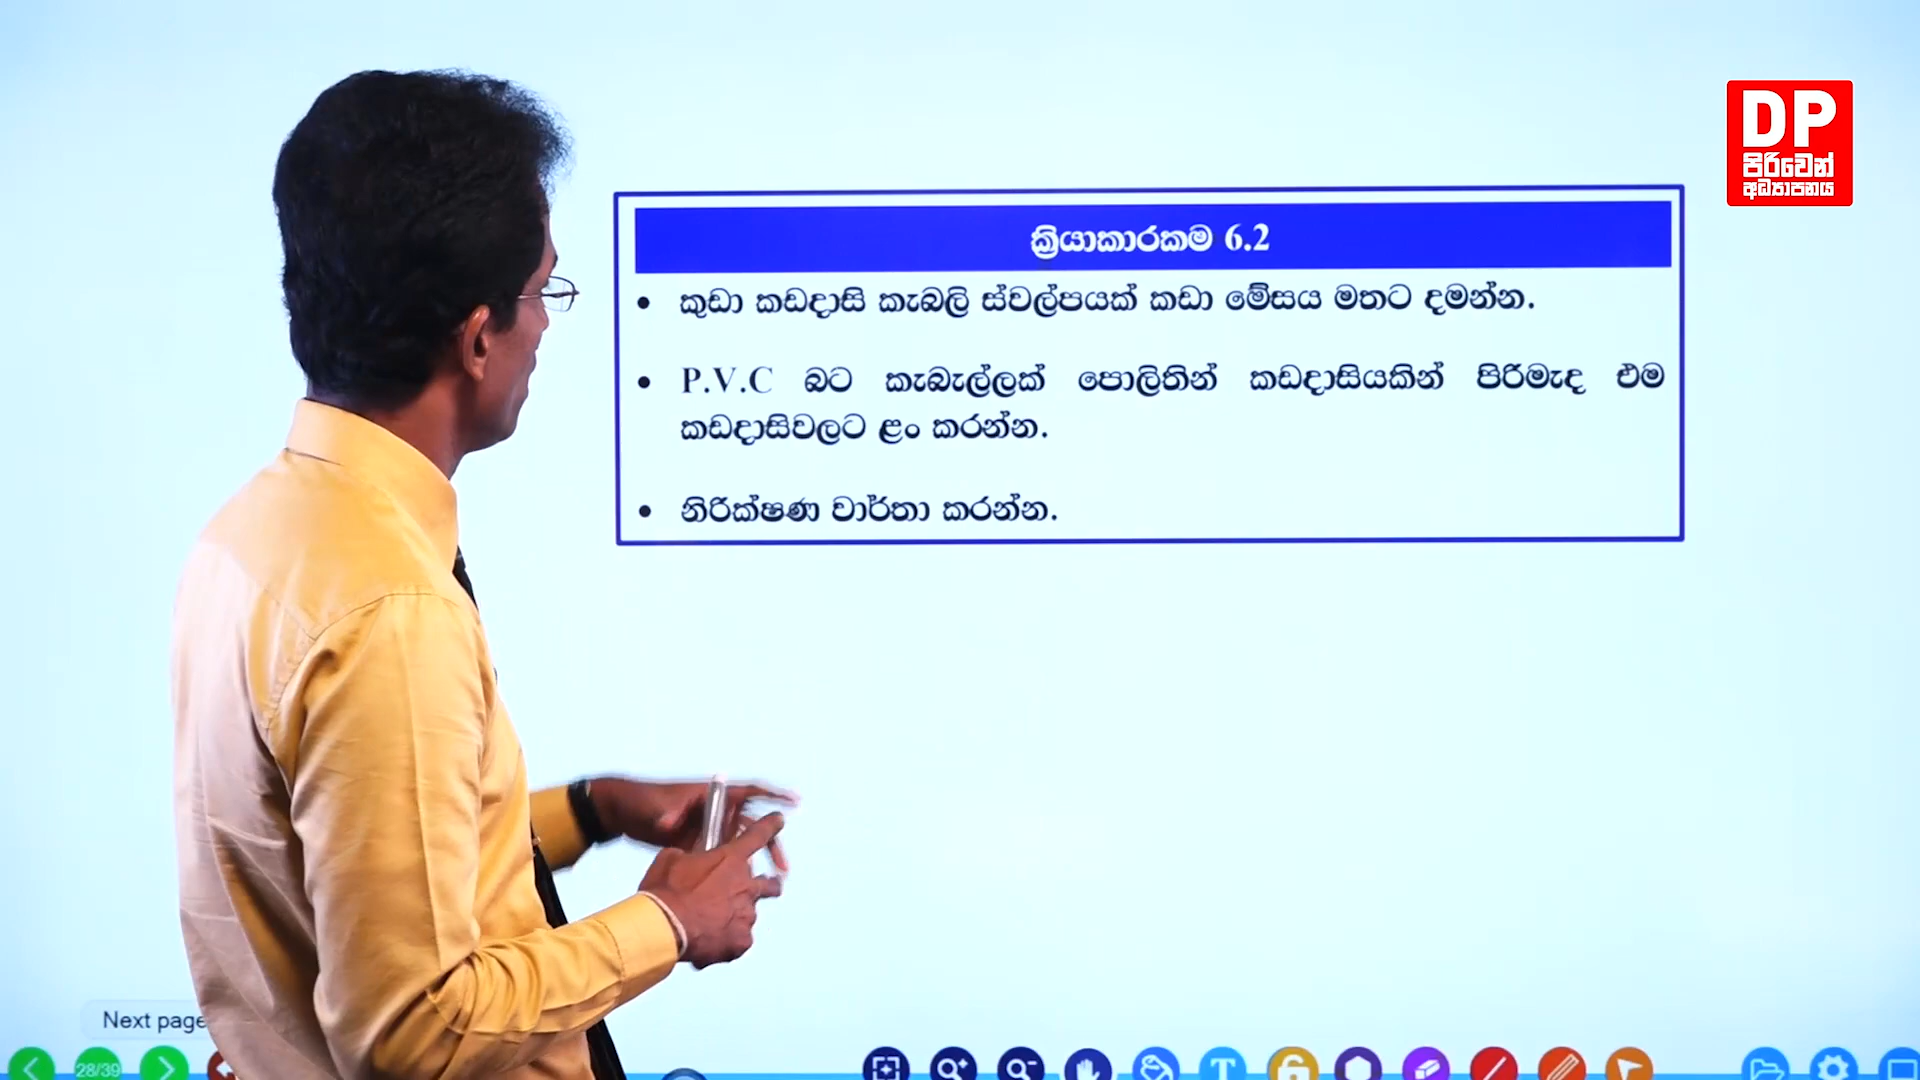 DP
පිරිවෙන්
අධ්‍යාපනය
ක්‍රියාකාරකම 6.2
• කුඩා කඩදාසි කැබලි ස්වල්පයක් කඩා මේසය මතට දමන්න.
• P.V.C බට කැබැල්ලක් පොලිතින් කඩදාසියකින් පිරිමැද එම
කඩදාසිවලට ළං කරන්න.
• නිරීක්ෂණ වාර්තා කරන්න.
Next page
28/39